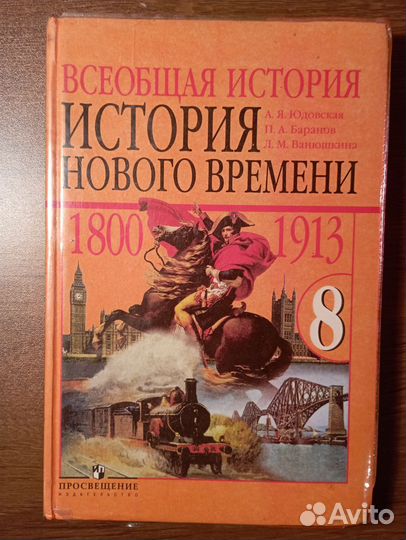 ВСЕОБЩАЯ ИСТОРИЯ
А. Я. Юдовская
П. А. Баранов
Л. М. Ванюшкина
ИСТОРИЯ
НОВОГО ВРЕМЕНИ
1800
1913
8
ПРОСВЕЩЕНИЕ
ИЗДАТЕЛЬСТВО
Avito